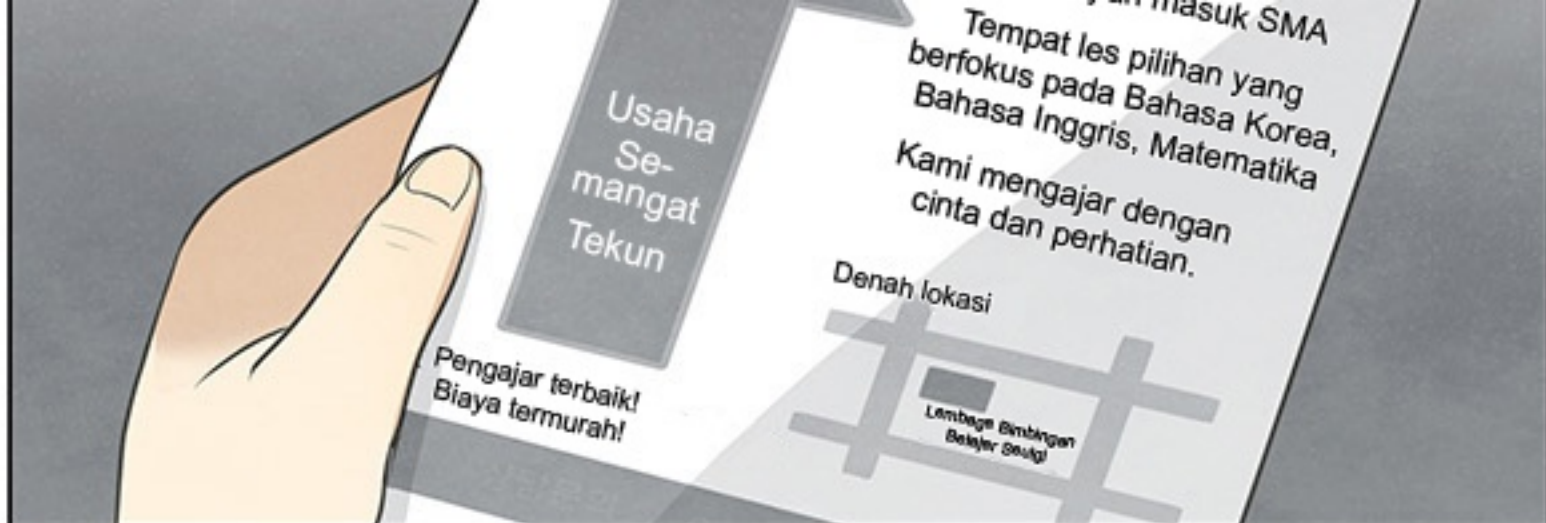 masuk SMA
Tempat les pilihan yang
berfokus pada Bahasa Korea,
Bahasa Inggris, Matematika
Kami mengajar dengan
cinta dan perhatian.
Usaha
Se-
mangat
Tekun
Denah lokasi
Lembaga Bimbingan
Belajar Seulgi
Pengajar terbaik!
Biaya termurah!